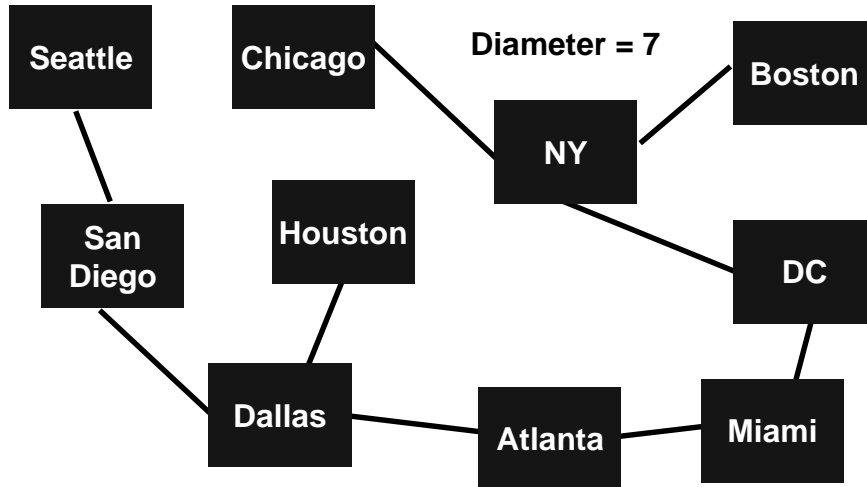 Seattle
Chicago
Diameter = 7
Boston
NY
San
Diego
Houston
DC
Dallas
Atlanta
Miami